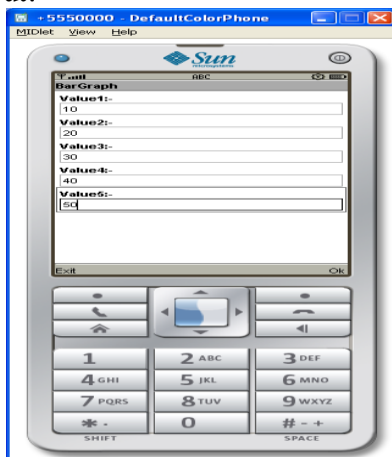 +5550000 - DefaultColorPhone
MIDlet View Help
Sun
microsystems
ABC
BarGraph
Value1:-
10
Value2:-
20
Value3:-
30
Value4:-
40
Value5:-
50
Exit Ok
1 2 ABC 3 DEF
4 GHI 5 JKL 6 MNO
7 PQRS 8 TUV 9 WXYZ
* . 0 # - +
SHIFT SPACE